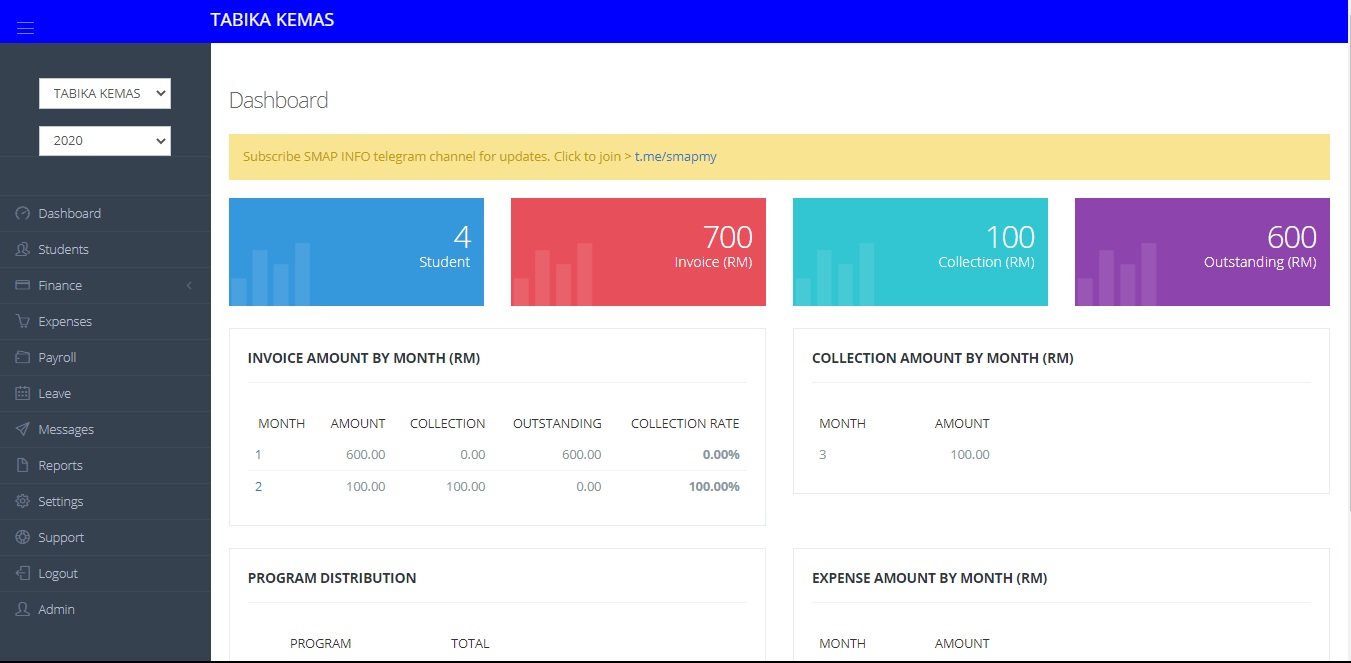 TABIKA KEMAS
TABIKA KEMAS
2020
Dashboard
Students
Finance
Expenses
Payroll
Leave
Messages
Reports
Settings
Support
Logout
Admin
Dashboard
Subscribe SMAP INFO telegram channel for updates. Click to join > t.me/smapmy
4
Student
700
Invoice (RM)
100
Collection (RM)
600
Outstanding (RM)
INVOICE AMOUNT BY MONTH (RM)
MONTH AMOUNT COLLECTION OUTSTANDING COLLECTION RATE
1 600.00 0.00 600.00 0.00%
2 100.00 100.00 0.00 100.00%
COLLECTION AMOUNT BY MONTH (RM)
MONTH AMOUNT
3 100.00
PROGRAM DISTRIBUTION
PROGRAM TOTAL
EXPENSE AMOUNT BY MONTH (RM)
MONTH AMOUNT